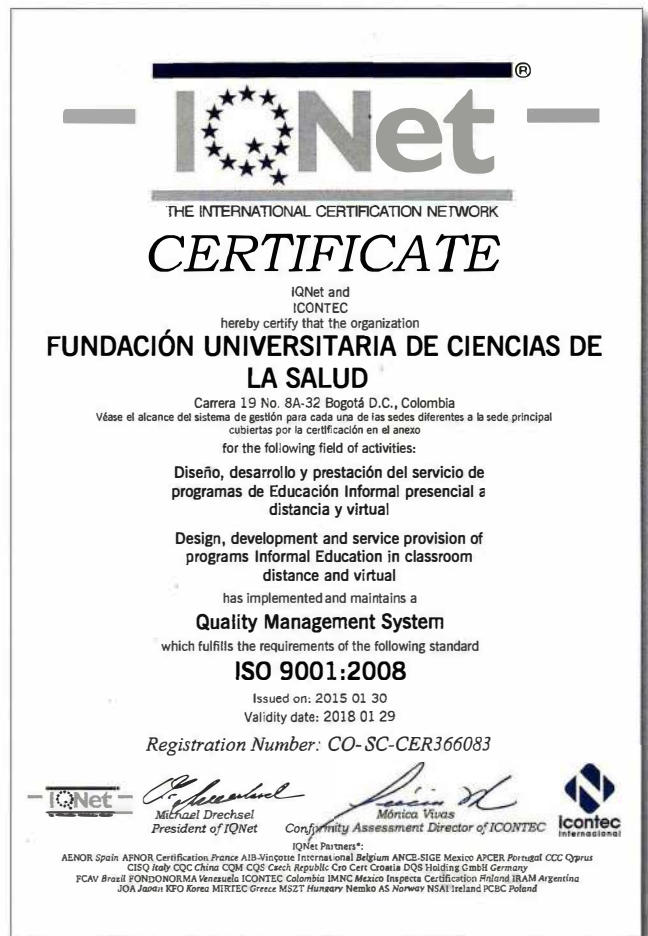 IQNet ®
THE INTERNATIONAL CERTIFICATION NETWORK
CERTIFICATE
IQNet and
ICONTEC
hereby certify that the organization
FUNDACIÓN UNIVERSITARIA DE CIENCIAS DE
LA SALUD
Carrera 19 No. 8A-32 Bogotá D.C., Colombia
Véase el alcance del sistema de gestión para cada una de las sedes diferentes a la sede principal
cubiertas por la certificación en el anexo
for the following field of activities:
Diseño, desarrollo y prestación del servicio de
programas de Educación Informal presencial a
distancia y virtual
Design, development and service provision of
programs Informal Education in classroom
distance and virtual
has implemented and maintains a
Quality Management System
which fulfills the requirements of the following standard
ISO 9001:2008
Issued on: 2015 01 30
Validity date: 2018 01 29
Registration Number: CO-SC-CER366083
IQNet
Michael Drechsel
President of IQNet
Mónica Vivas
Conformity Assessment Director of ICONTEC
icontec
internacional
IQNet Partners*:
AENOR Spain AFNOR Certification France AIB-Vinçotte International Belgium ANCE-SIGE Mexico APCER Portugal CCC Cyprus
CISQ Italy CQC China CQM CQS Czech Republic Cro Cert Croatia DQS Holding GmbH Germany
FCAV Brazil FONDONORMA Venezuela ICONTEC Colombia IMNC Mexico Inspecta Certification Finland IRAM Argentina
JQA Japan KFQ Korea MIRTEC Greece MSZT Hungary Nemko AS Norway NSAI Ireland PCBC Poland